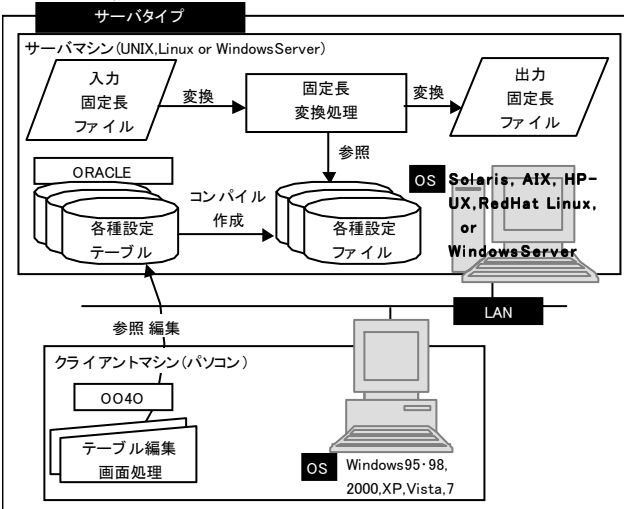 サーバタイプ
サーバマシン(UNIX,Linux or WindowsServer)
入力
固定長
ファイル
変換
固定長
変換処理
変換
出力
固定長
ファイル
参照
ORACLE
各種設定
テーブル
コンパイル
作成
各種設定
ファイル
OS
Solaris, AIX, HP-
UX,RedHat Linux,
or
WindowsServer
LAN
参照 編集
クライアントマシン(パソコン)
OO4O
テーブル編集
画面処理
OS
Windows95･98,
2000,XP,Vista,7